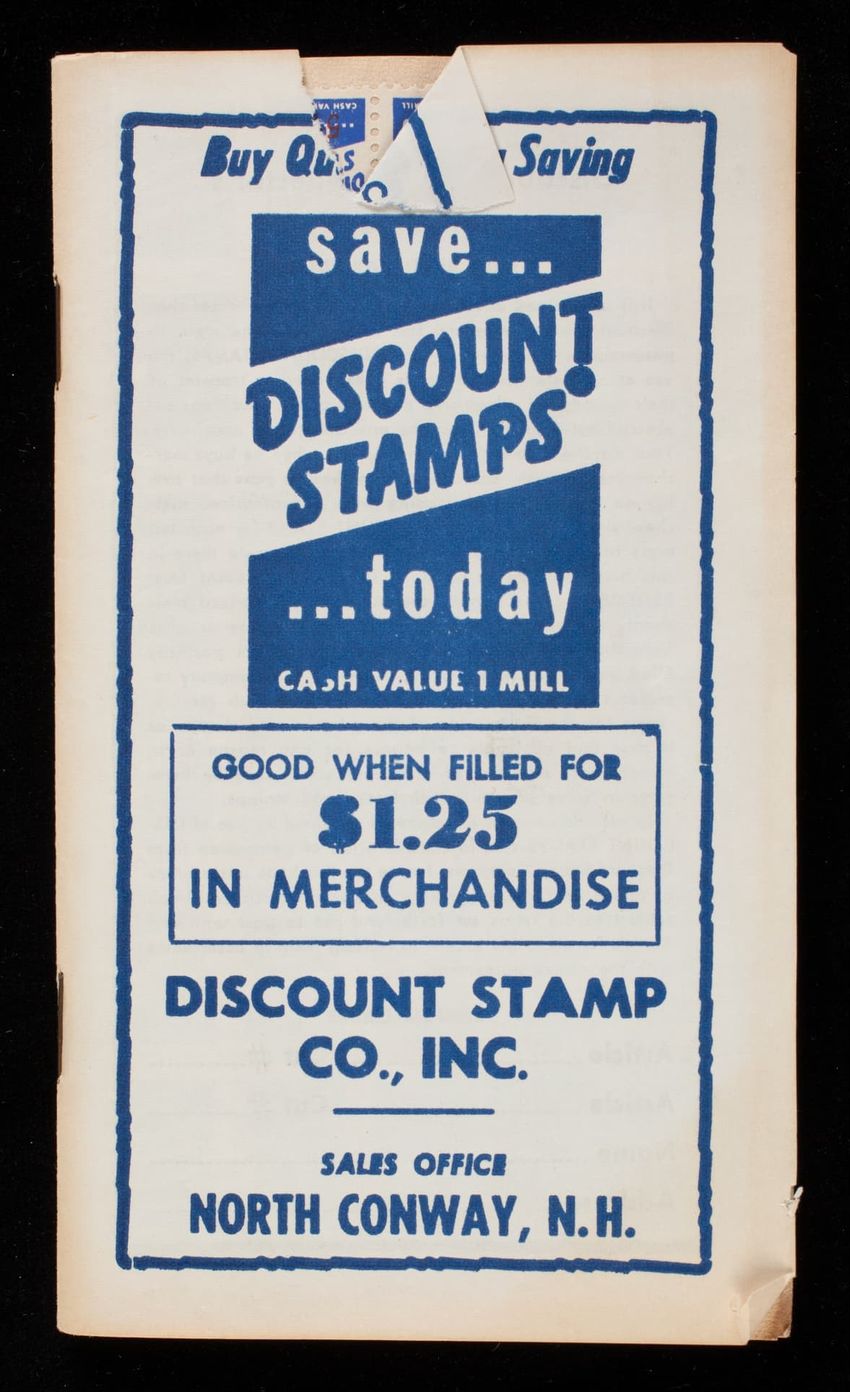 Buy Qu
Saving
save...
DISCOUNT
STAMPS
...today
CASH VALUE 1 MILL
GOOD WHEN FILLED FOR
$1.25
IN MERCHANDISE
DISCOUNT STAMP
CO., INC.
SALES OFFICE
NORTH CONWAY, N.H.